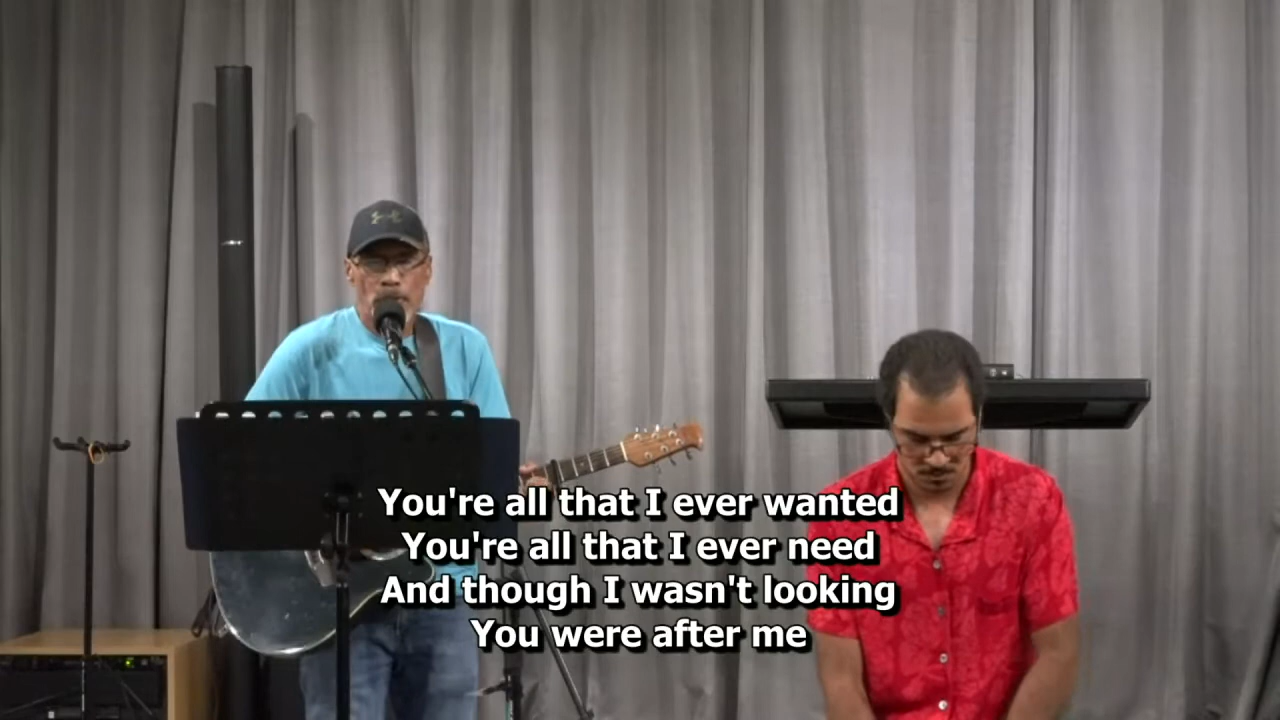 You're all that I ever wanted
You're all that I ever need
And though I wasn't looking
You were after me